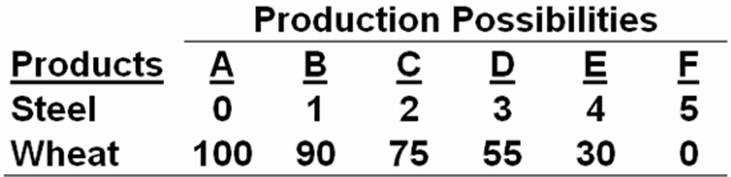 Production Possibilities
Products A B C D E F
Steel 0 1 2 3 4 5
Wheat 100 90 75 55 30 0